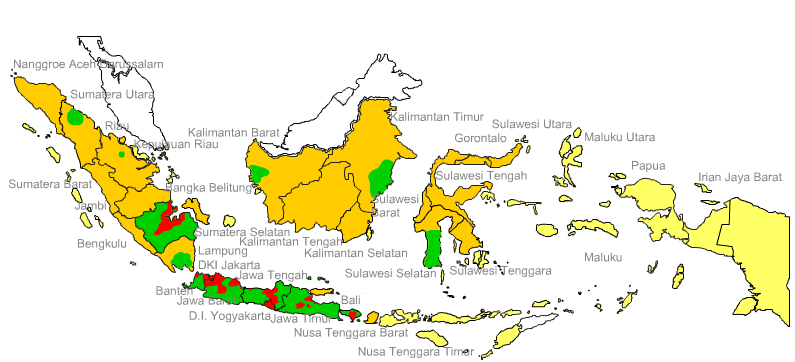 Nanggroe Aceh Darussalam
Sumatera Utara
Riau
Kepulauan Riau
Kalimantan Barat
Kalimantan Timur
Sulawesi Utara
Gorontalo
Maluku Utara
Papua
Irian Jaya Barat
Sumatera Barat
Bangka Belitung
Sulawesi Tengah
Jambi
Sulawesi
Barat
Bengkulu
Sumatera Selatan
Kalimantan Tengah
Kalimantan Selatan
Lampung
DKI Jakarta
Jawa Tengah
Sulawesi Selatan
Sulawesi Tenggara
Maluku
Banten
Jawa Barat
Bali
D.I. Yogyakarta
Jawa Timur
Nusa Tenggara Barat
Nusa Tenggara Timur